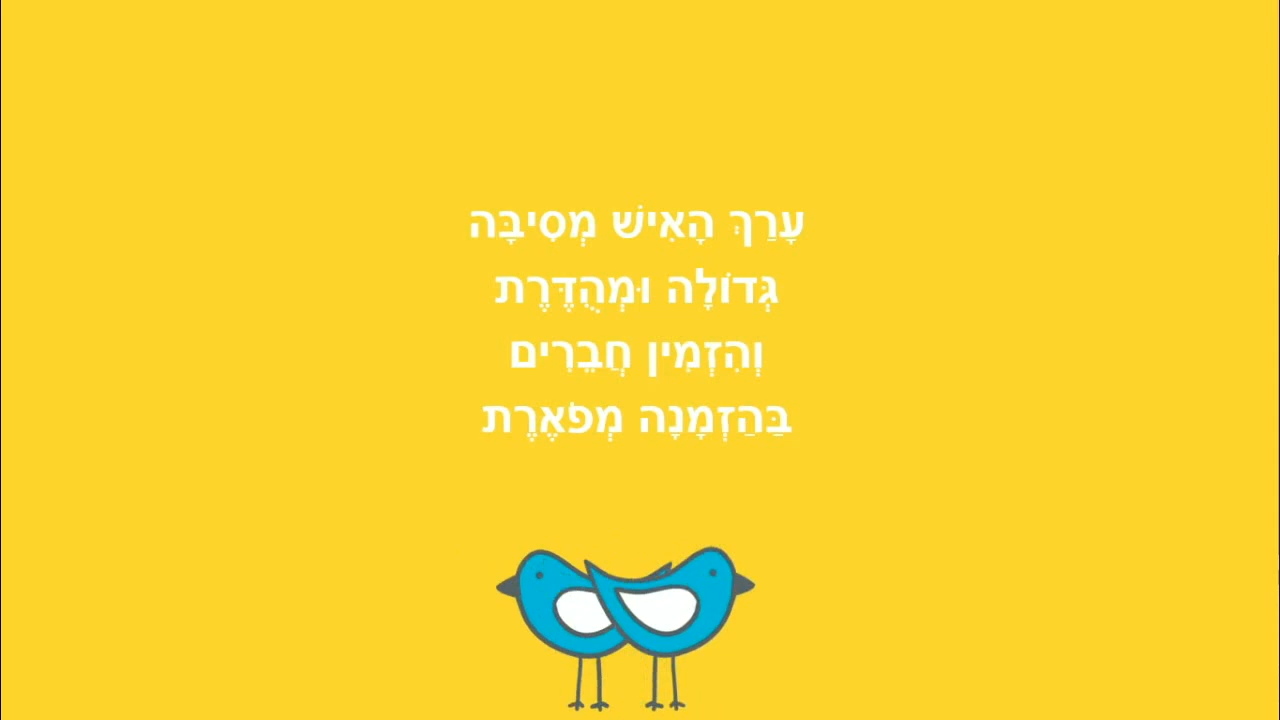 עָרַךְ הָאִישׁ מְסִיבָּה
גְּדוֹלָה וּמְהֻדֶּרֶת
וְהִזְמִין חֲבֵרִים
בַּהַזְמָנָה מְפֹאֶרֶת